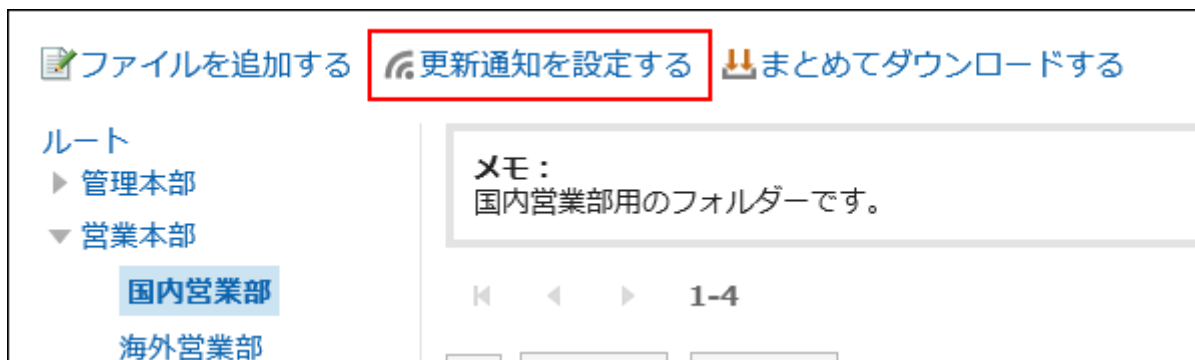 ファイルを追加する 更新通知を設定する まとめてダウンロードする
ルート
管理本部
営業本部
国内営業部
海外営業部
メモ：
国内営業部用のフォルダーです。
1-4